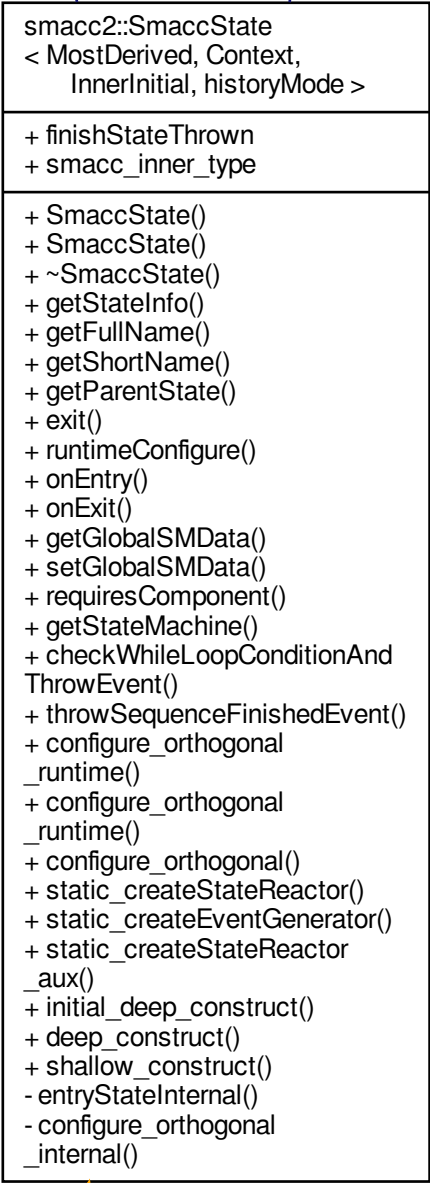 smacc2::SmaccState
< MostDerived, Context,
InnerInitial, historyMode >
+ finishStateThrown
+ smacc_inner_type
+ SmaccState()
+ SmaccState()
+ ~SmaccState()
+ getStateInfo()
+ getFullName()
+ getShortName()
+ getParentState()
+ exit()
+ runtimeConfigure()
+ onEntry()
+ onExit()
+ getGlobalSMData()
+ setGlobalSMData()
+ requiresComponent()
+ getStateMachine()
+ checkWhileLoopConditionAnd
ThrowEvent()
+ throwSequenceFinishedEvent()
+ configure_orthogonal
_runtime()
+ configure_orthogonal
_runtime()
+ configure_orthogonal()
+ static_createStateReactor()
+ static_createEventGenerator()
+ static_createStateReactor
_aux()
+ initial_deep_construct()
+ deep_construct()
+ shallow_construct()
- entryStateInternal()
- configure_orthogonal
_internal()